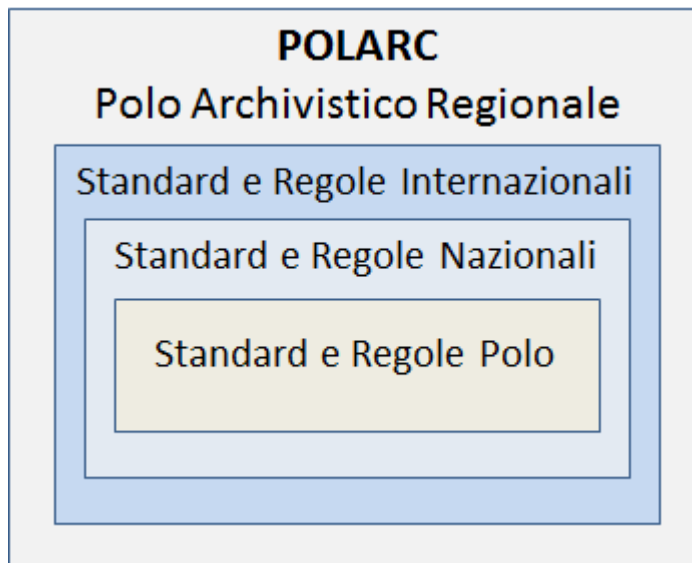 POLARC
Polo Archivistico Regionale
Standard e Regole Internazionali
Standard e Regole Nazionali
Standard e Regole Polo